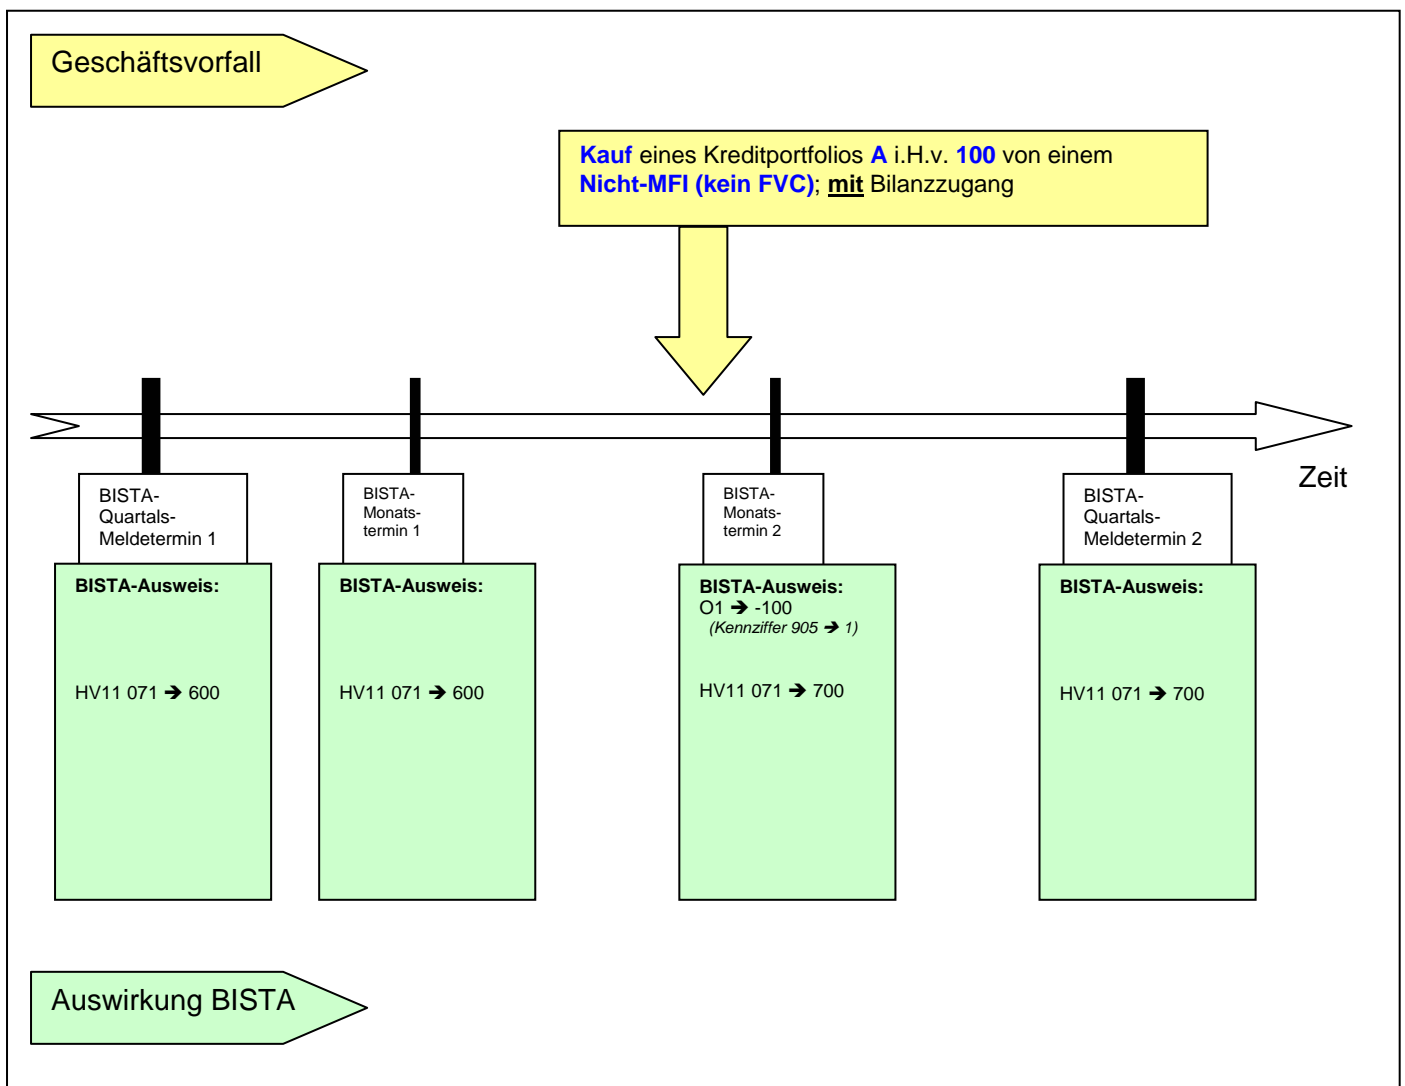 Geschäftsvorfall
Kauf eines Kreditportfolios A i.H.v. 100 von einem
Nicht-MFI (kein FVC); mit Bilanzzugang
Zeit
BISTA-
Quartals-
Meldetermin 1
BISTA-
Monats-
termin 1
BISTA-
Monats-
termin 2
BISTA-
Quartals-
Meldetermin 2
BISTA-Ausweis:
HV11 071 ➔ 600
BISTA-Ausweis:
HV11 071 ➔ 600
BISTA-Ausweis:
O1 ➔ -100
(Kennziffer 905 ➔ 1)
HV11 071 ➔ 700
BISTA-Ausweis:
HV11 071 ➔ 700
Auswirkung BISTA